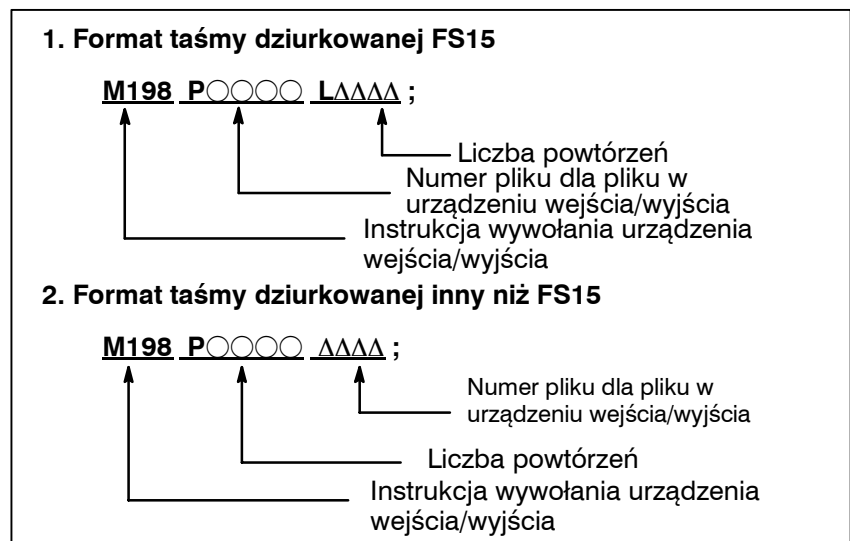 1. Format taśmy dziurkowanej FS15
M198 P○○○○ L∆∆∆∆ ;
Liczba powtórzeń
Numer pliku dla pliku w
urządzeniu wejścia/wyjścia
Instrukcja wywołania urządzenia
wejścia/wyjścia
2. Format taśmy dziurkowanej inny niż FS15
M198 P○○○○ ∆∆∆∆ ;
Numer pliku dla pliku w
urządzeniu wejścia/wyjścia
Liczba powtórzeń
Instrukcja wywołania urządzenia
wejścia/wyjścia